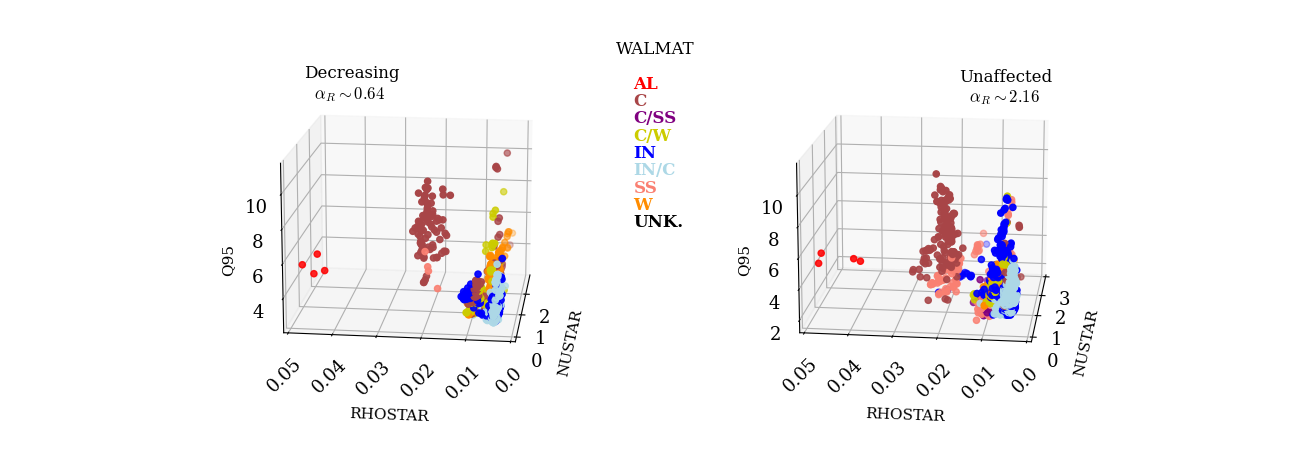 WALMAT
Decreasing
α_R ~ 0.64
Unaffected
α_R ~ 2.16
AL
C
C/SS
C/W
IN
IN/C
SS
W
UNK.
Q95
10
8
6
4
0.05
0.04
0.03
0.02
0.01
0.0
RHOSTAR
2
1
0
NUSTAR
Q95
10
8
6
4
2
0.05
0.04
0.03
0.02
0.01
0.0
RHOSTAR
3
2
1
0
NUSTAR